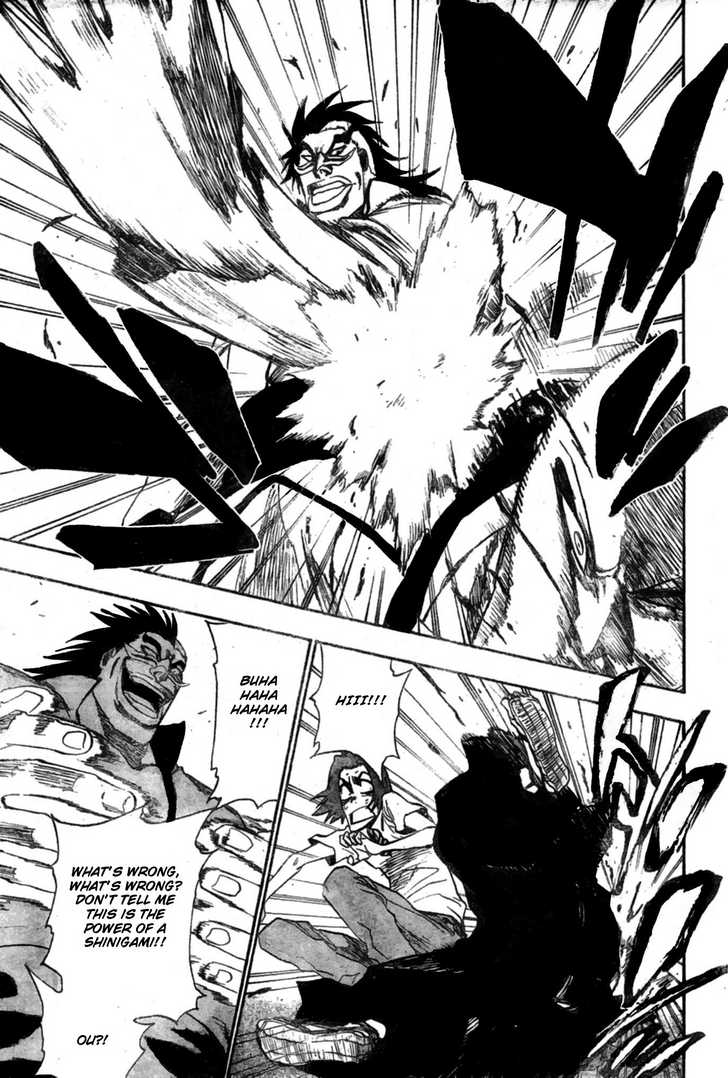 HIII!!!
BUHA
HAHA
HAHAHA
!!!
WHAT'S WRONG,
WHAT'S WRONG?
DON'T TELL ME
THIS IS THE
POWER OF A
SHINIGAMI!!
OU?!